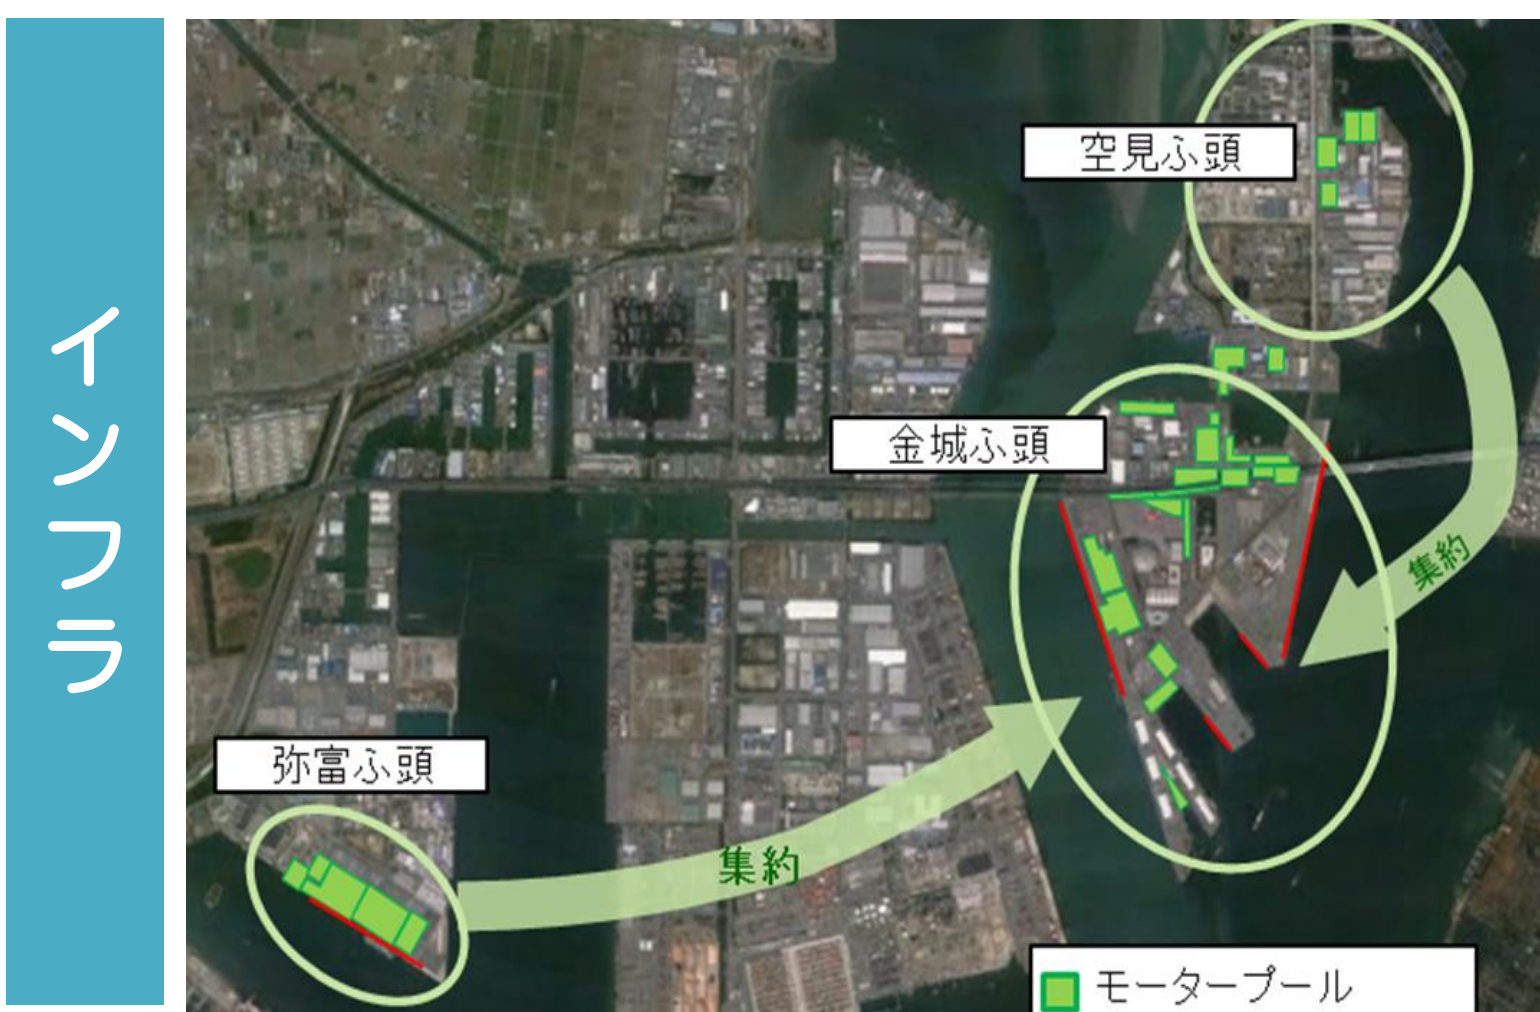 インフラ
空見ふ頭
金城ふ頭
集約
弥富ふ頭
集約
モータープール